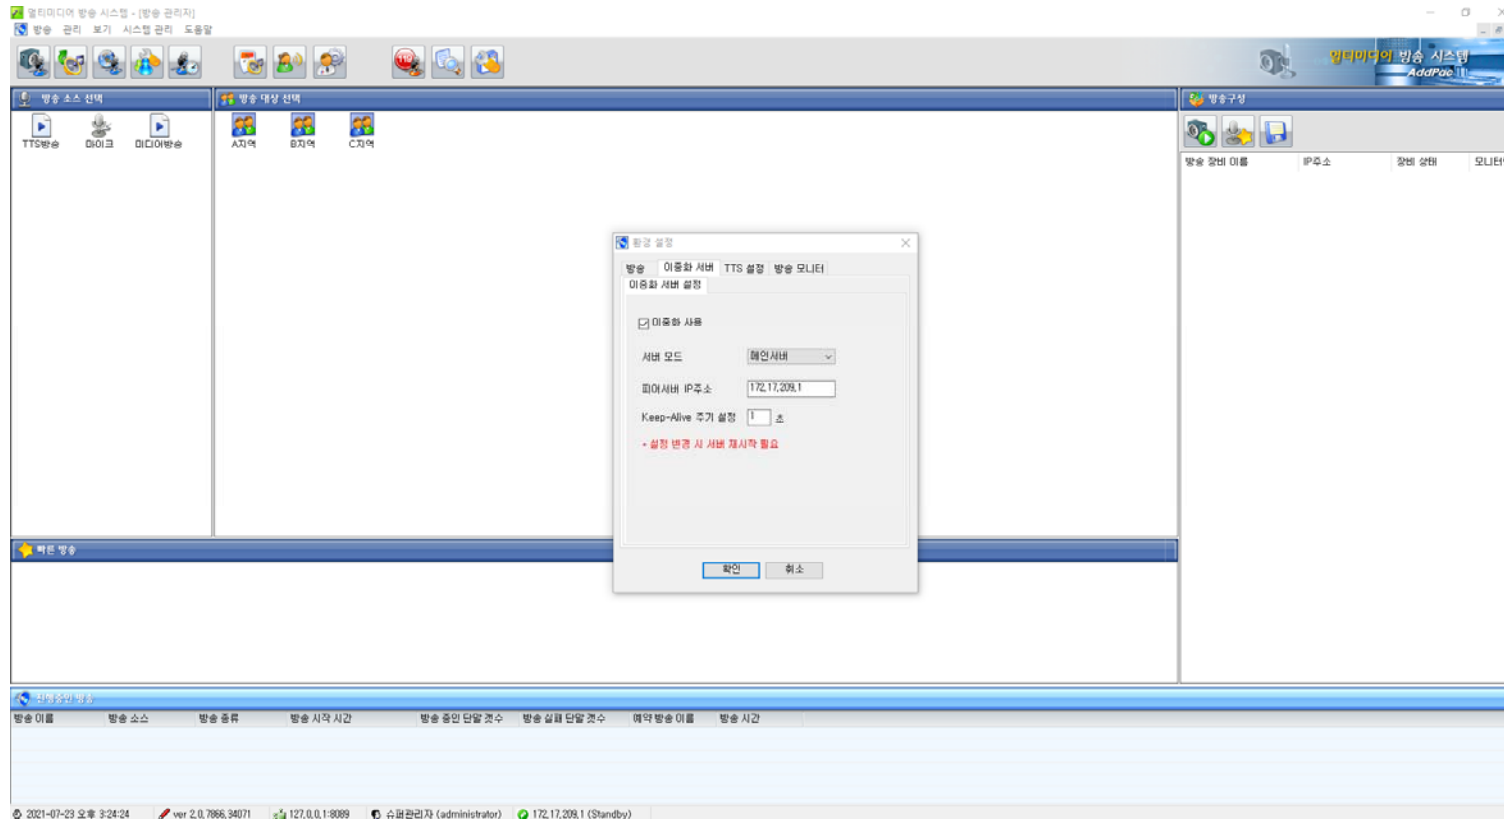 멀티미디어 방송 시스템 - [방송 관리자]
방송 관리 보기 시스템 관리 도움말
멀티미디어 방송 시스템
AddPac
방송 소스 선택
방송 대상 선택
방송구성
TTS방송 마이크 미디어방송
A지역 B지역 C지역
방송 장비 이름 IP주소 장비 상태
환경 설정
방송 이중화 서버 TTS 설정 방송 모니터
이중화 서버 설정
이중화 사용
서버 모드 메인서버
피어서버 IP주소 172.17.209.1
Keep-Alive 주기 설정 1 초
* 설정 변경 시 서버 재시작 필요
확인 취소
빠른 방송
진행중인 방송
방송 이름 방송 소스 방송 종류 방송 시작 시간 방송 중인 단말 갯수 방송 실패 단말 갯수 예약 방송 이름 방송 시간
2021-07-23 오후 3:24:24 ver 2.0.7866.34071 127.0.0.1:8089 슈퍼관리자 (administrator) 172.17.209.1 (Standby)